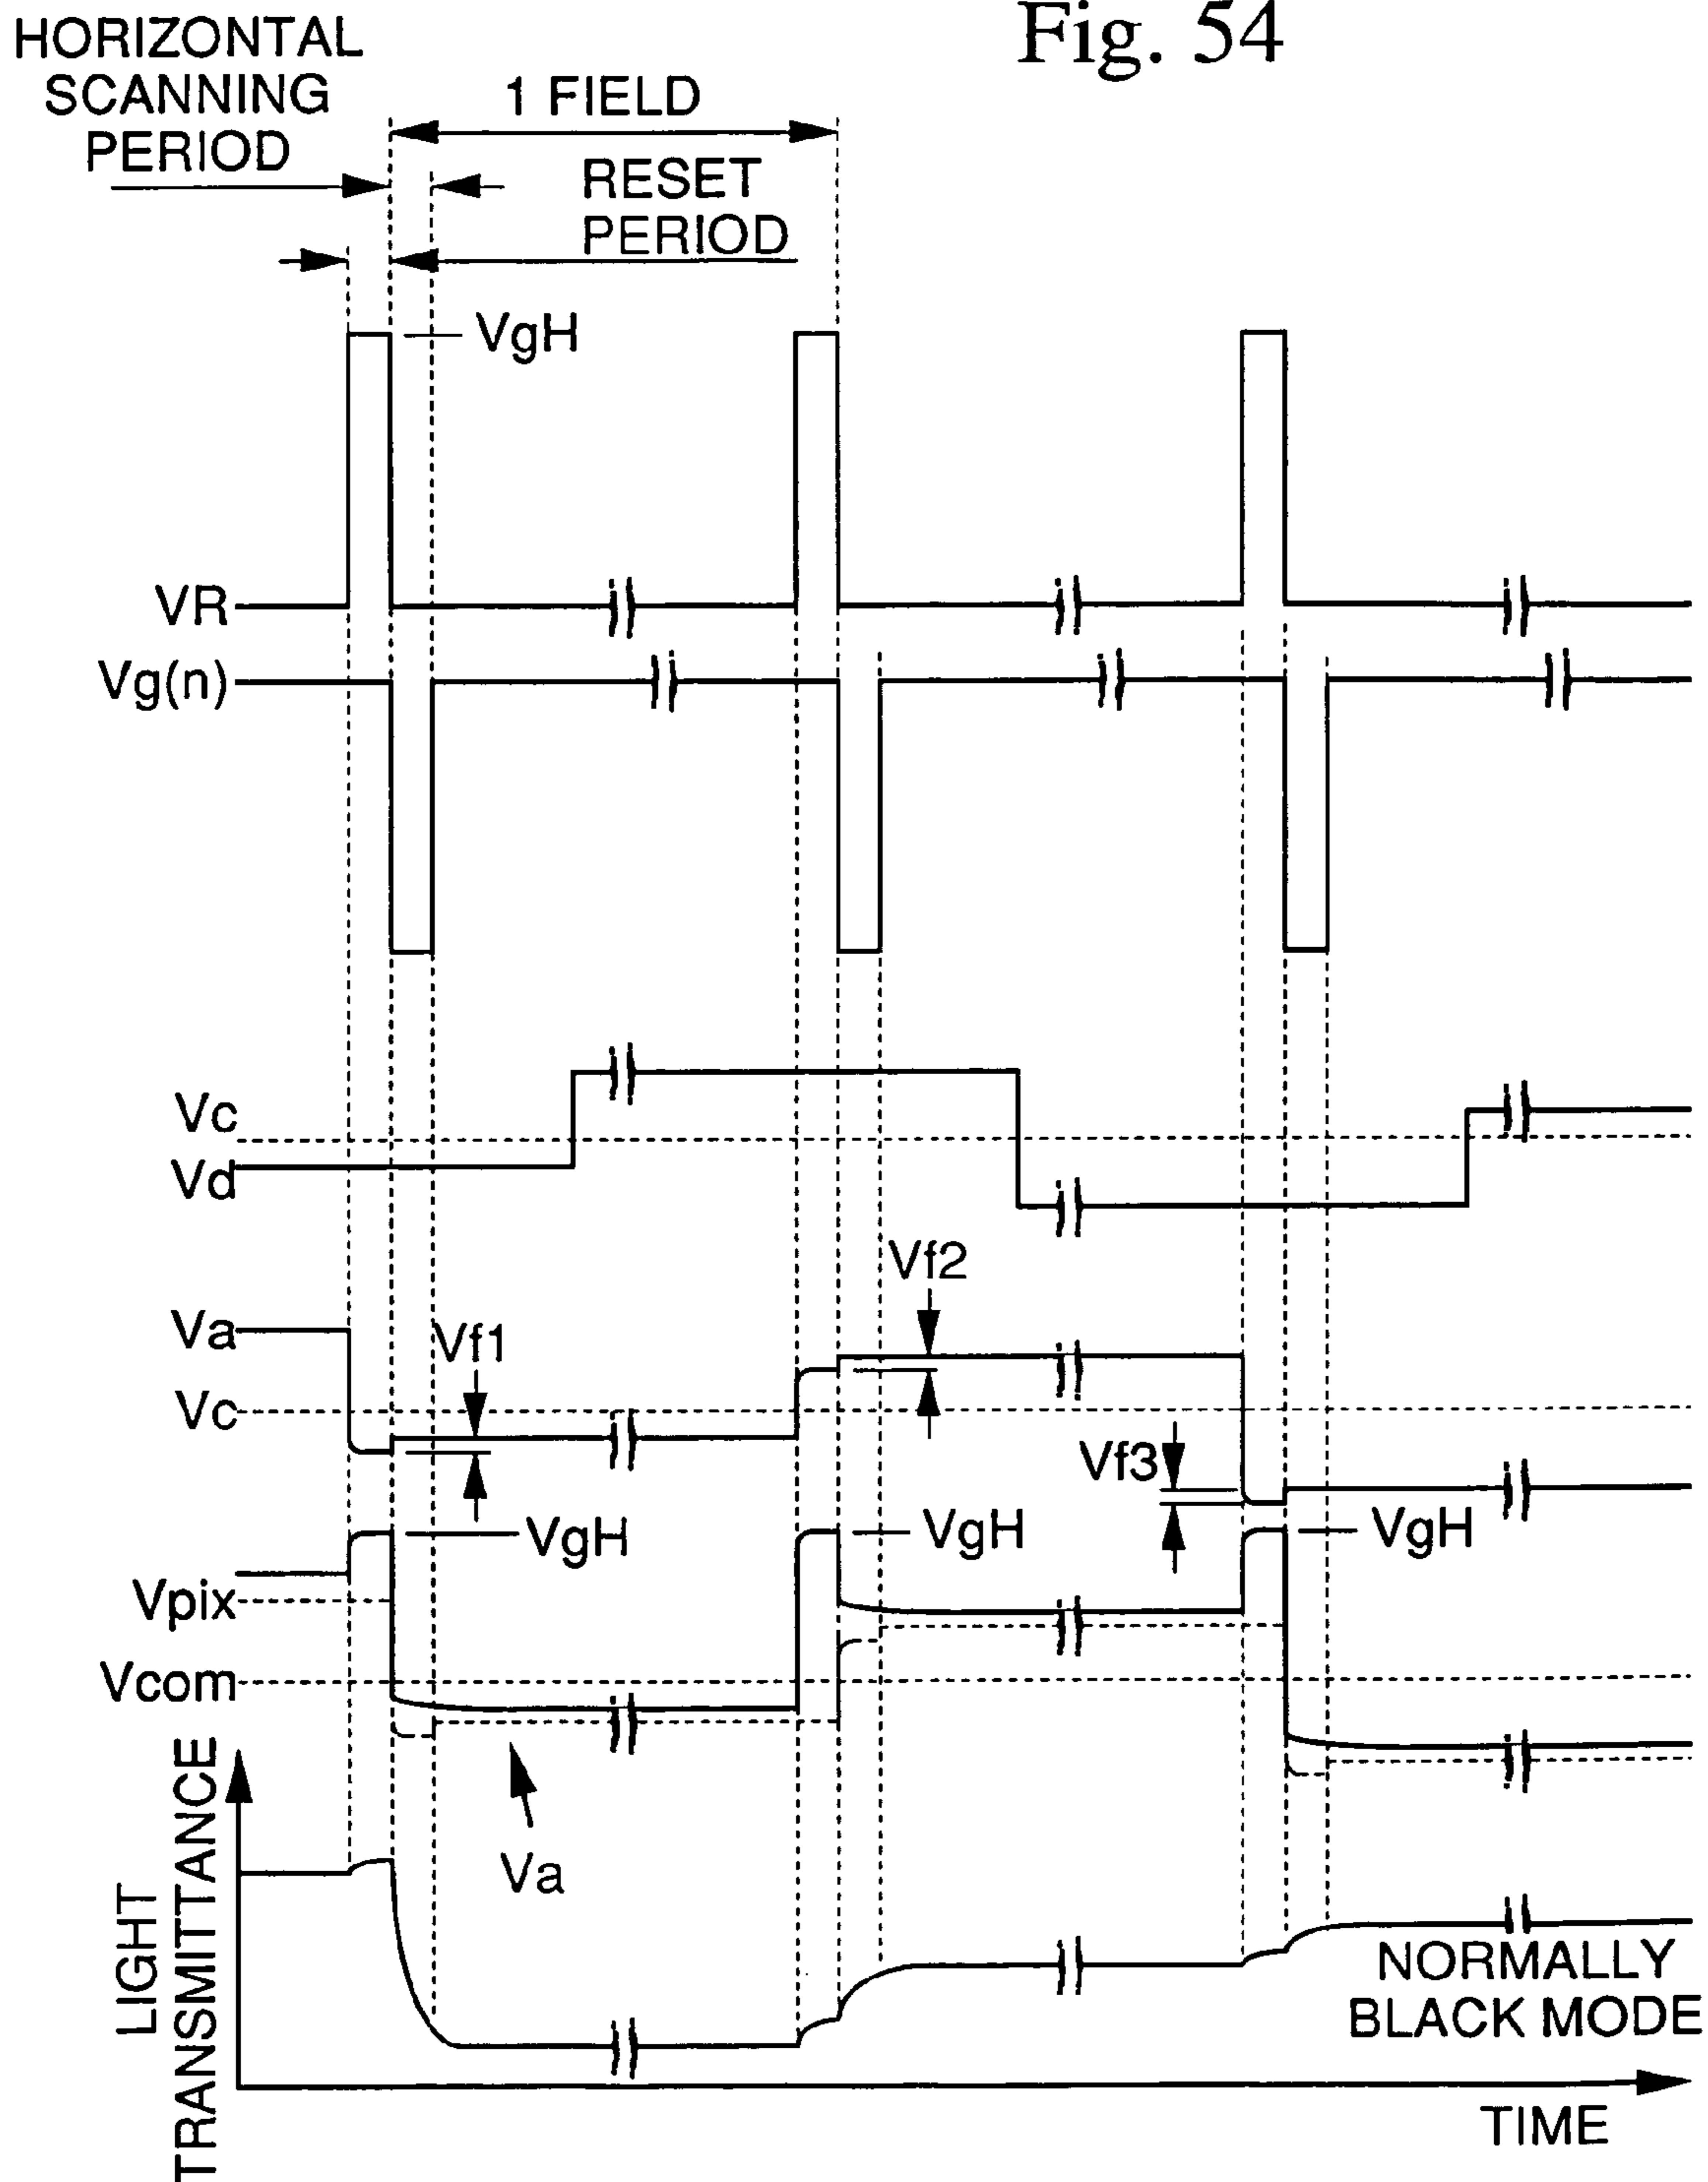 Fig. 54
HORIZONTAL
SCANNING
PERIOD
1 FIELD
RESET
PERIOD
VgH
VR
Vg(n)
Vc
Vd
Vf2
Va
Vf1
Vc
Vf3
VgH
VgH
VgH
Vpix
Vcom
Va
LIGHT
TRANSMITTANCE
NORMALLY
BLACK MODE
TIME